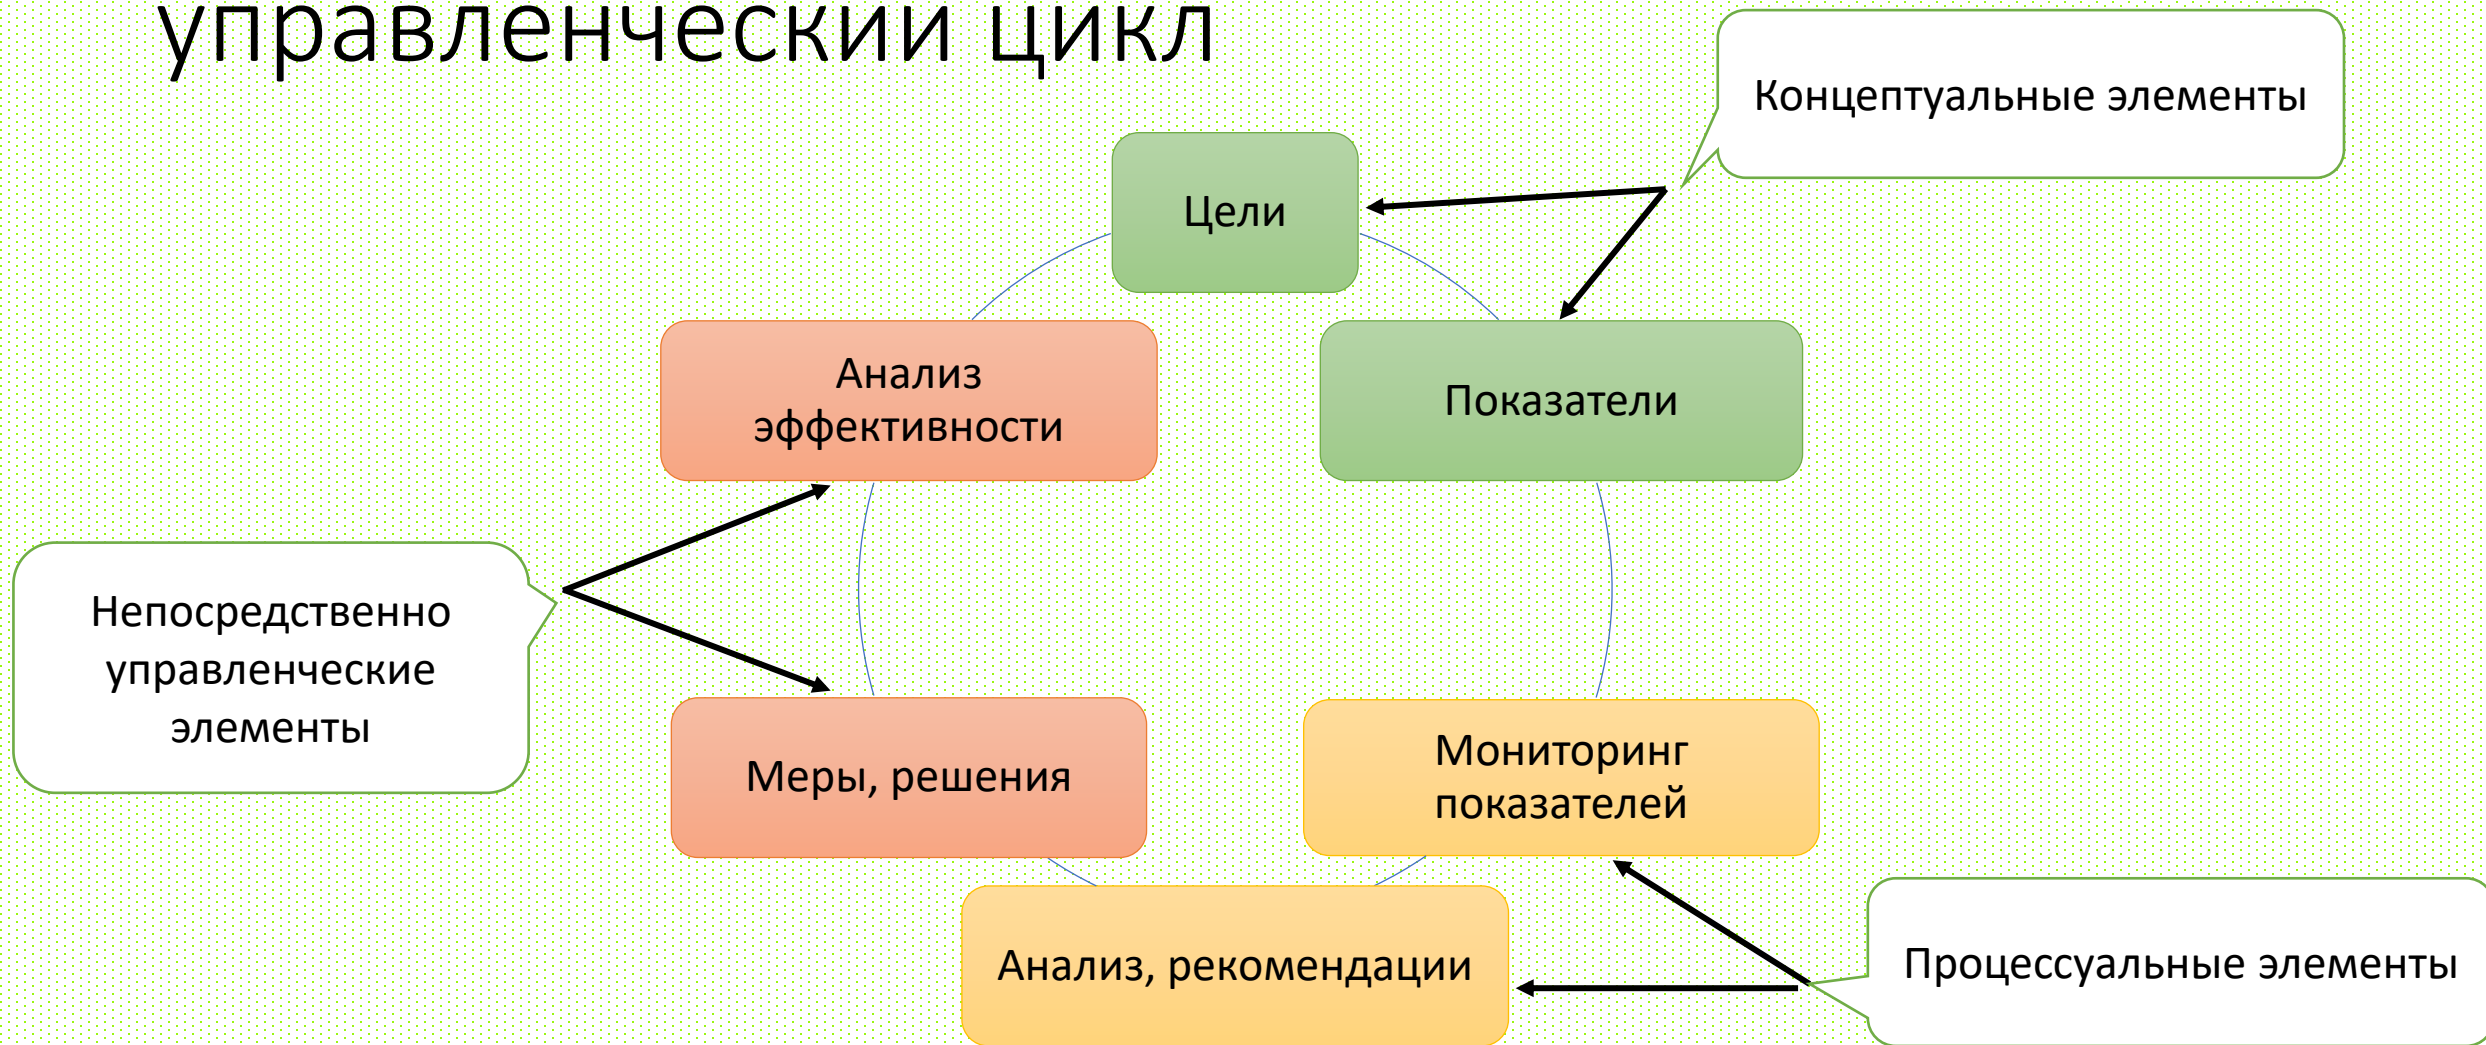 управленческий цикл
Концептуальные элементы
Цели
Анализ
эффективности
Показатели
Непосредственно
управленческие
элементы
Меры, решения
Мониторинг
показателей
Анализ, рекомендации
Процессуальные элементы